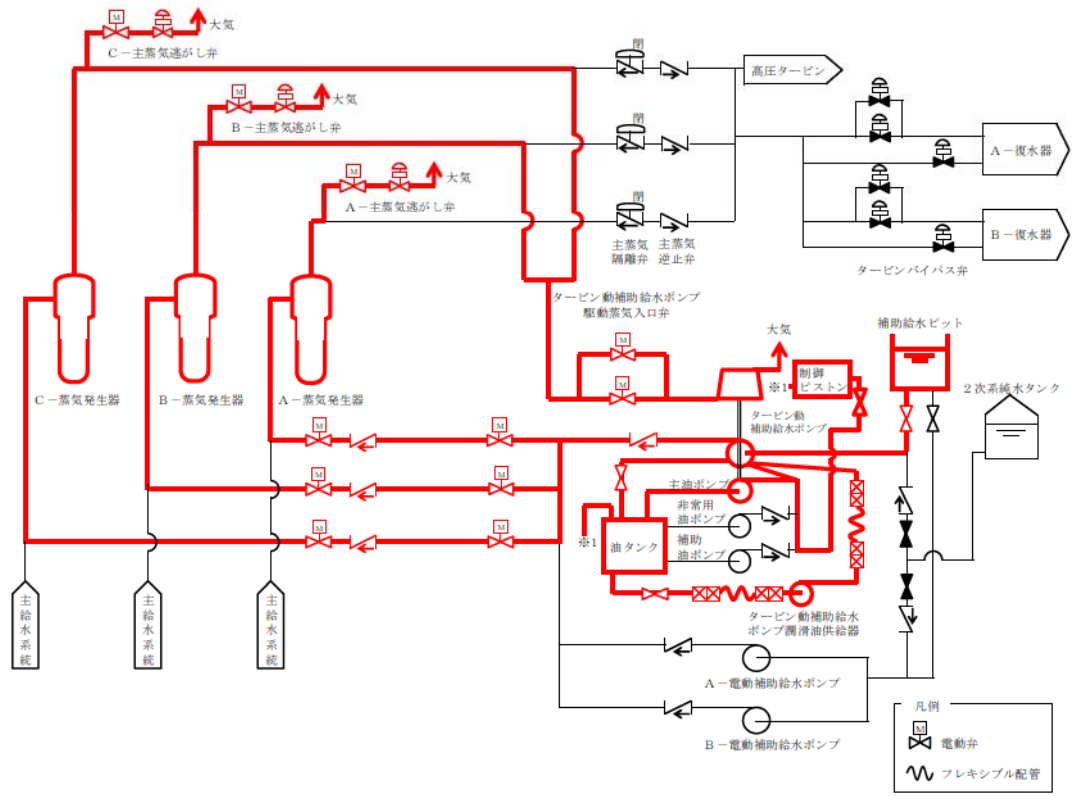 M
大気
C－主蒸気逃がし弁
M
大気
B－主蒸気逃がし弁
M
大気
A－主蒸気逃がし弁
閉
閉
閉
高圧タービン
A－復水器
B－復水器
主蒸気
隔離弁
主蒸気
逆止弁
タービンバイパス弁
C－蒸気発生器
B－蒸気発生器
A－蒸気発生器
タービン動補助給水ポンプ
駆動蒸気入口弁
M
M
大気
※1
制御
ピストン
補助給水ピット
2次系純水タンク
タービン動
補助給水ポンプ
M
M
M
M
M
M
主油ポンプ
非常用
油ポンプ
補助
油ポンプ
※1
油タンク
タービン動補助給水
ポンプ潤滑油供給器
主給水系統
主給水系統
主給水系統
A－電動補助給水ポンプ
B－電動補助給水ポンプ
凡例
M
電動弁
フレキシブル配管